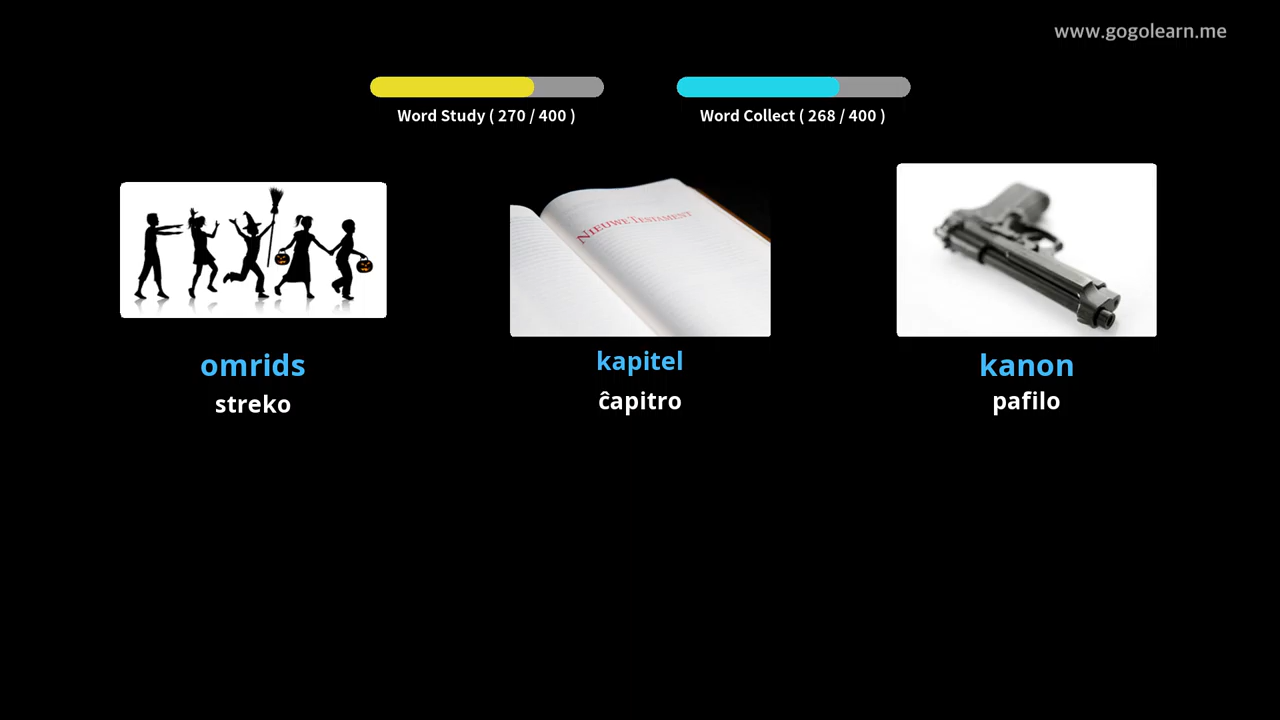 www.gogolearn.me
Word Study ( 270 / 400 )
Word Collect ( 268 / 400 )
NIEUWE TESTAMENT
omrids
streko
kapitel
ĉapitro
kanon
pafilo